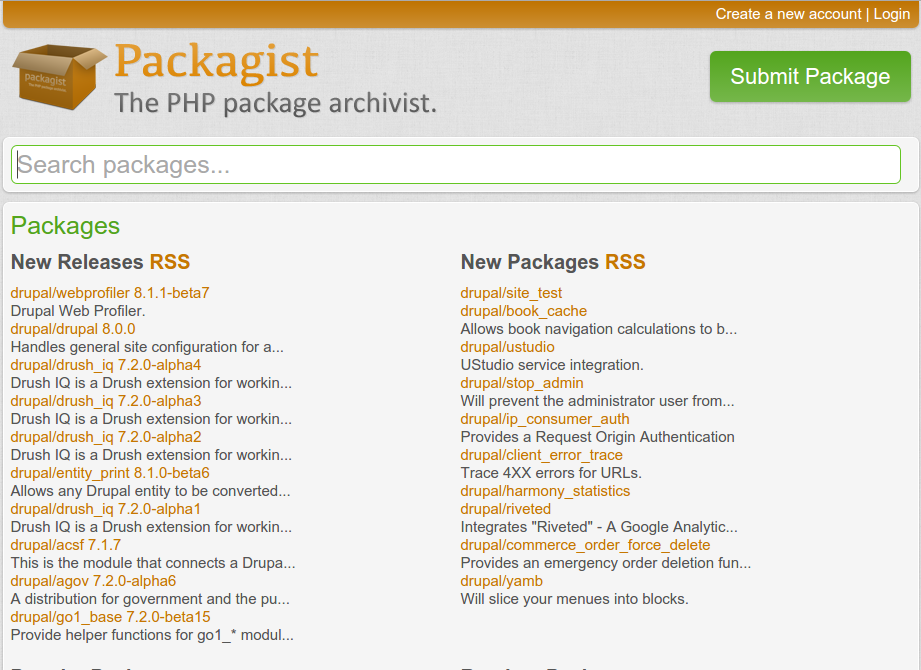 Create a new account | Login
packagist
Packagist
The PHP package archivist.
Submit Package
Search packages...
Packages
New Releases RSS
drupal/webprofiler 8.1.1-beta7
Drupal Web Profiler.
drupal/drupal 8.0.0
Handles general site configuration for a...
drupal/drush_iq 7.2.0-alpha4
Drush IQ is a Drush extension for workin...
drupal/drush_iq 7.2.0-alpha3
Drush IQ is a Drush extension for workin...
drupal/drush_iq 7.2.0-alpha2
Drush IQ is a Drush extension for workin...
drupal/entity_print 8.1.0-beta6
Allows any Drupal entity to be converted...
drupal/drush_iq 7.2.0-alpha1
Drush IQ is a Drush extension for workin...
drupal/acsf 7.1.7
This is the module that connects a Drupa...
drupal/agov 7.2.0-alpha6
A distribution for government and the pu...
drupal/go1_base 7.2.0-beta15
Provide helper functions for go1_* modul...
New Packages RSS
drupal/site_test
drupal/book_cache
Allows book navigation calculations to b...
drupal/ustudio
UStudio service integration.
drupal/stop_admin
Will prevent the administrator user from...
drupal/ip_consumer_auth
Provides a Request Origin Authentication
drupal/client_error_trace
Trace 4XX errors for URLs.
drupal/harmony_statistics
drupal/riveted
Integrates "Riveted" - A Google Analytic...
drupal/commerce_order_force_delete
Provides an emergency order deletion fun...
drupal/yamb
Will slice your menues into blocks.